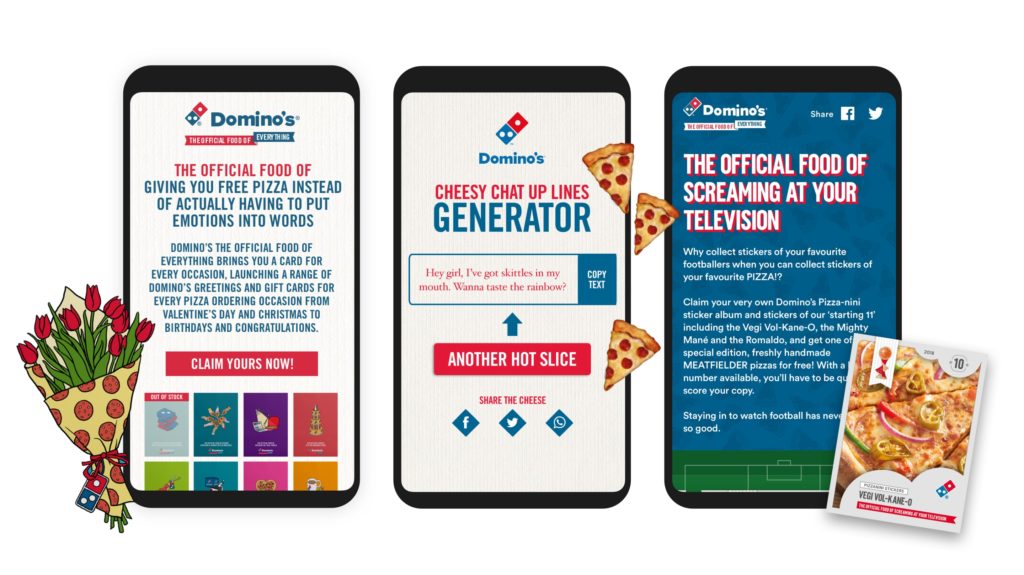 Domino's®
THE OFFICIAL FOOD OF EVERYTHING
THE OFFICIAL FOOD OF
GIVING YOU FREE PIZZA INSTEAD
OF ACTUALLY HAVING TO PUT
EMOTIONS INTO WORDS
DOMINO'S THE OFFICIAL FOOD OF
EVERYTHING BRINGS YOU A CARD FOR
EVERY OCCASION, LAUNCHING A RANGE OF
DOMINO'S GREETINGS AND GIFT CARDS FOR
EVERY PIZZA ORDERING OCCASION FROM
VALENTINE'S DAY AND CHRISTMAS TO
BIRTHDAYS AND CONGRATULATIONS.
CLAIM YOURS NOW!
OUT OF STOCK
Domino's
CHEESY CHAT UP LINES
GENERATOR
Hey girl, I've got skittles in my
mouth. Wanna taste the rainbow?
COPY
TEXT
ANOTHER HOT SLICE
SHARE THE CHEESE
Domino's
THE OFFICIAL FOOD OF EVERYTHING
Share
THE OFFICIAL FOOD OF
SCREAMING AT YOUR
TELEVISION
Why collect stickers of your favourite
footballers when you can collect stickers of
your favourite PIZZA!?
Claim your very own Domino's Pizza-nini
sticker album and stickers of our 'starting 11'
including the Vegi Vol-Kane-O, the Mighty
Mané and the Romaldo, and get one of
special edition, freshly handmade
MEATFIELDER pizzas for free! With a
number available, you'll have to be qu
score your copy.
Staying in to watch football has neve
so good.
2018
10
PIZZANINI STICKERS
VEGI VOL-KANE-O
THE OFFICIAL FOOD OF SCREAMING AT YOUR TELEVISION